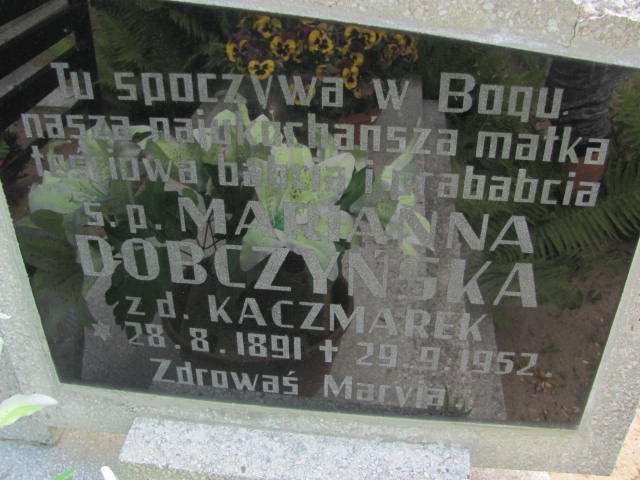 Tu spoczywa w Bogu
nasza najukochańsza matka
teściowa babcia i prababcia
ś.p. MARIANNA
DOBCZYŃSKA
z d. KACZMAREK
* 28.8.1891 + 29.9.1952.
Zdrowaś Maryja